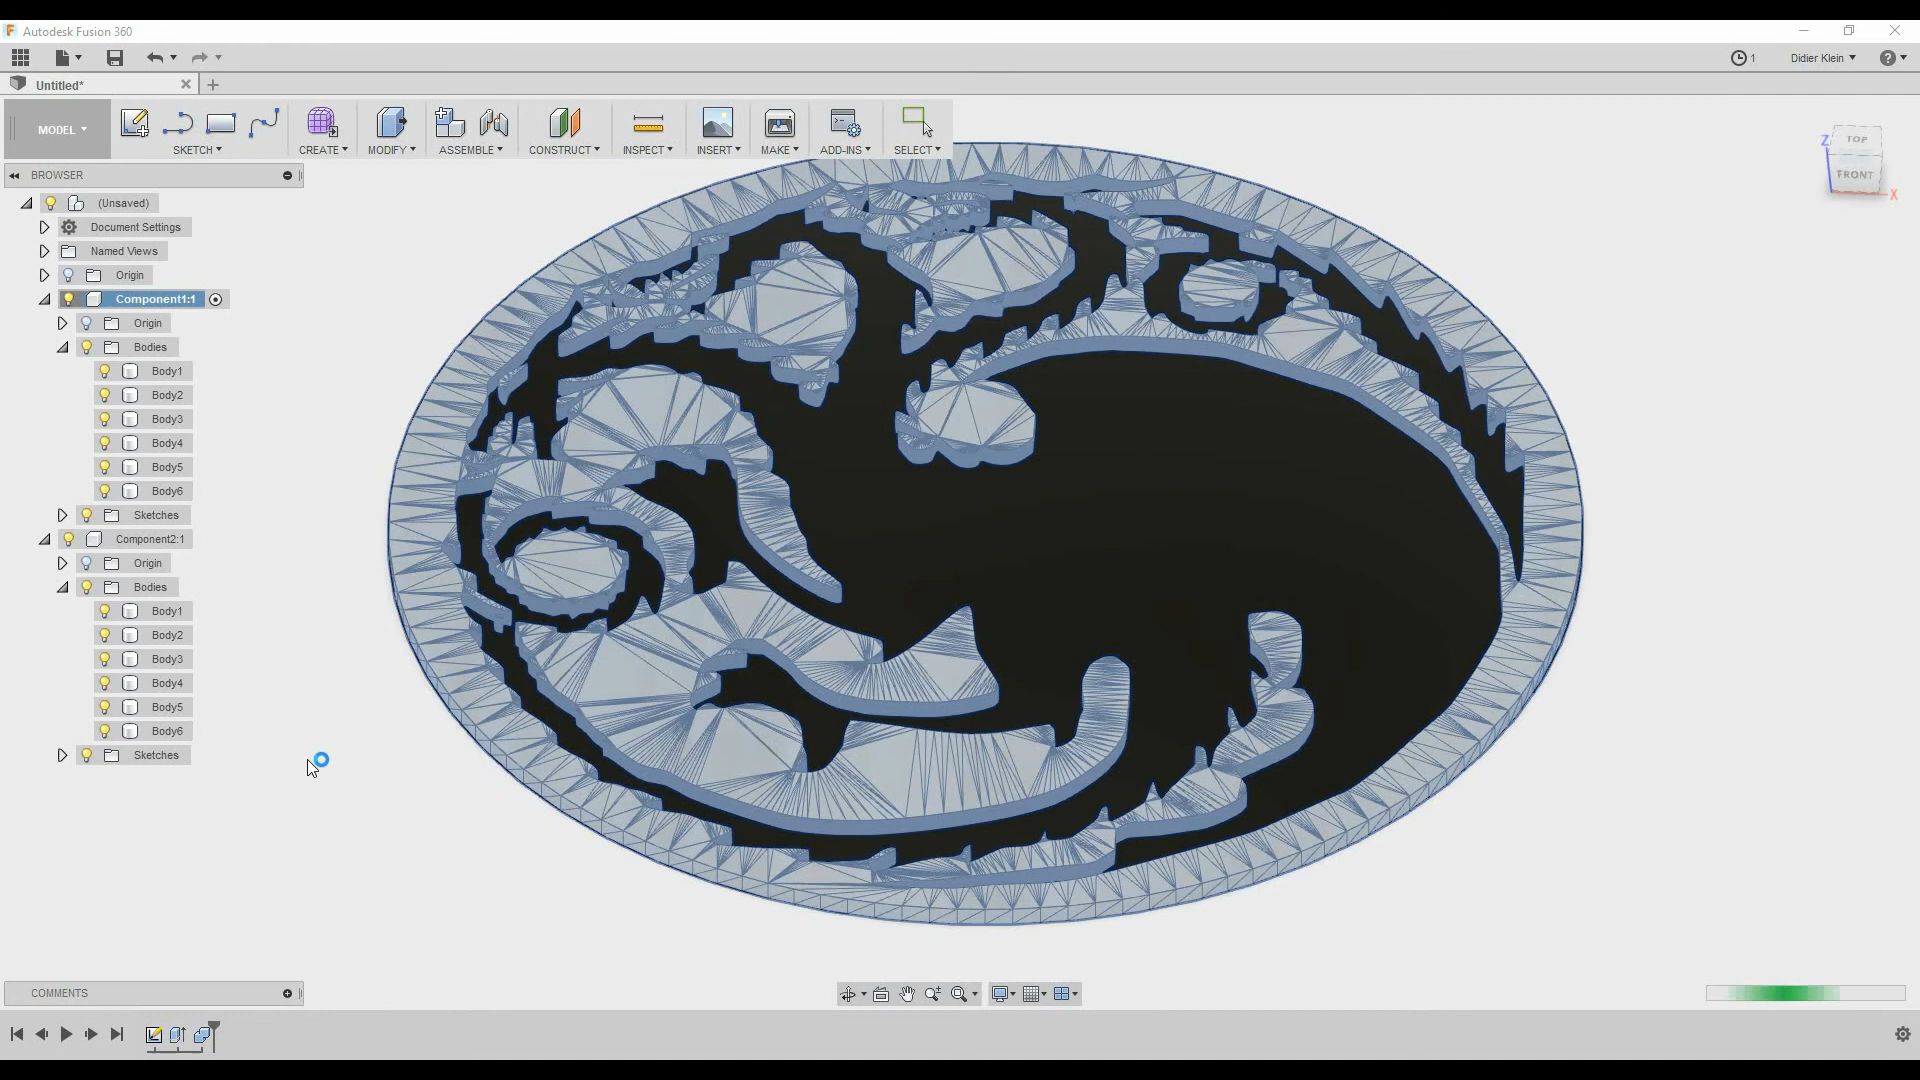 Autodesk Fusion 360
1
Didier Klein
Untitled*
MODEL
SKETCH
CREATE
MODIFY
ASSEMBLE
CONSTRUCT
INSPECT
INSERT
MAKE
ADD-INS
SELECT
Z
TOP
FRONT
X
BROWSER
(Unsaved)
Document Settings
Named Views
Origin
Component1:1
Origin
Bodies
Body1
Body2
Body3
Body4
Body5
Body6
Sketches
Component2:1
Origin
Bodies
Body1
Body2
Body3
Body4
Body5
Body6
Sketches
COMMENTS